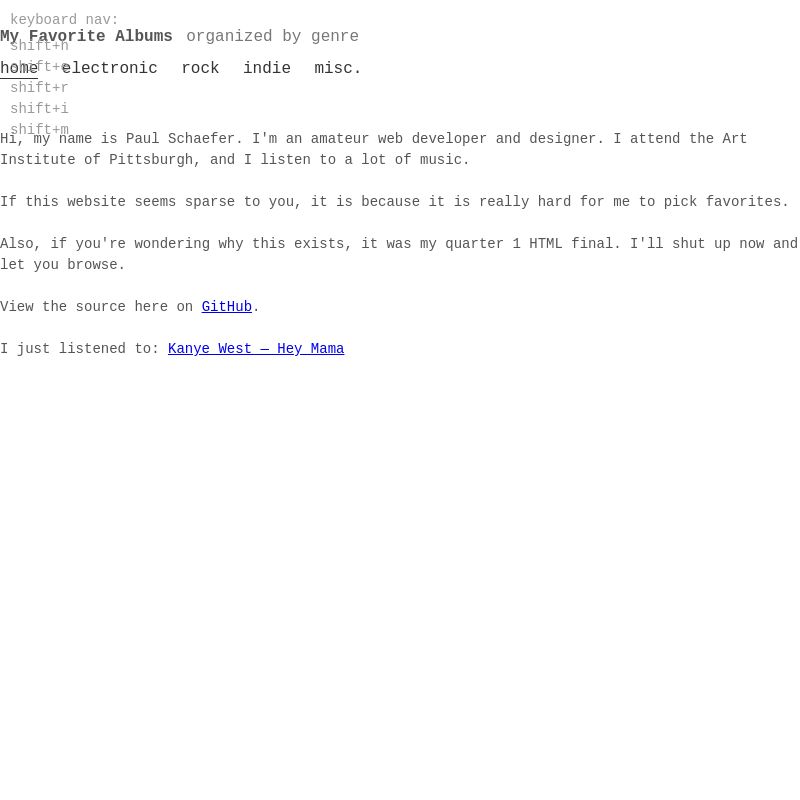 keyboard nav:
My Favorite Albums organized by genre
shift+h
home electronic rock indie misc.
shift+e
shift+r
shift+i
shift+m
Hi, my name is Paul Schaefer. I'm an amateur web developer and designer. I attend the Art
Institute of Pittsburgh, and I listen to a lot of music.
If this website seems sparse to you, it is because it is really hard for me to pick favorites.
Also, if you're wondering why this exists, it was my quarter 1 HTML final. I'll shut up now and
let you browse.
View the source here on GitHub.
I just listened to: Kanye West — Hey Mama